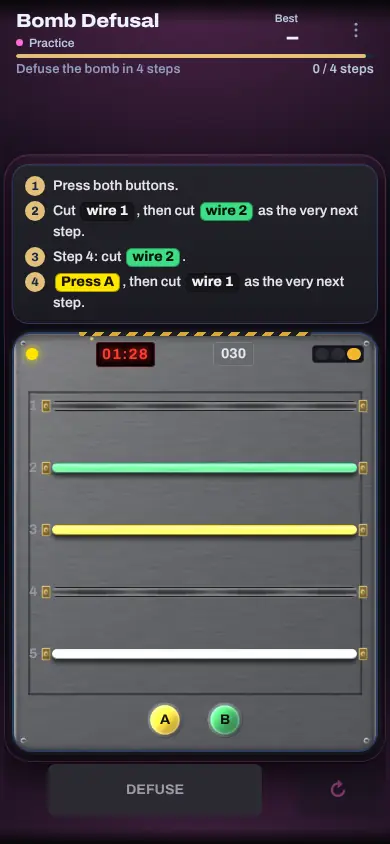 Bomb Defusal
Best
Practice
–
Defuse the bomb in 4 steps
0 / 4 steps
1 Press both buttons.
2 Cut wire 1 , then cut wire 2 as the very next
step.
3 Step 4: cut wire 2 .
4 Press A , then cut wire 1 as the very next
step.
01:28
030
1
2
3
4
5
A
B
DEFUSE